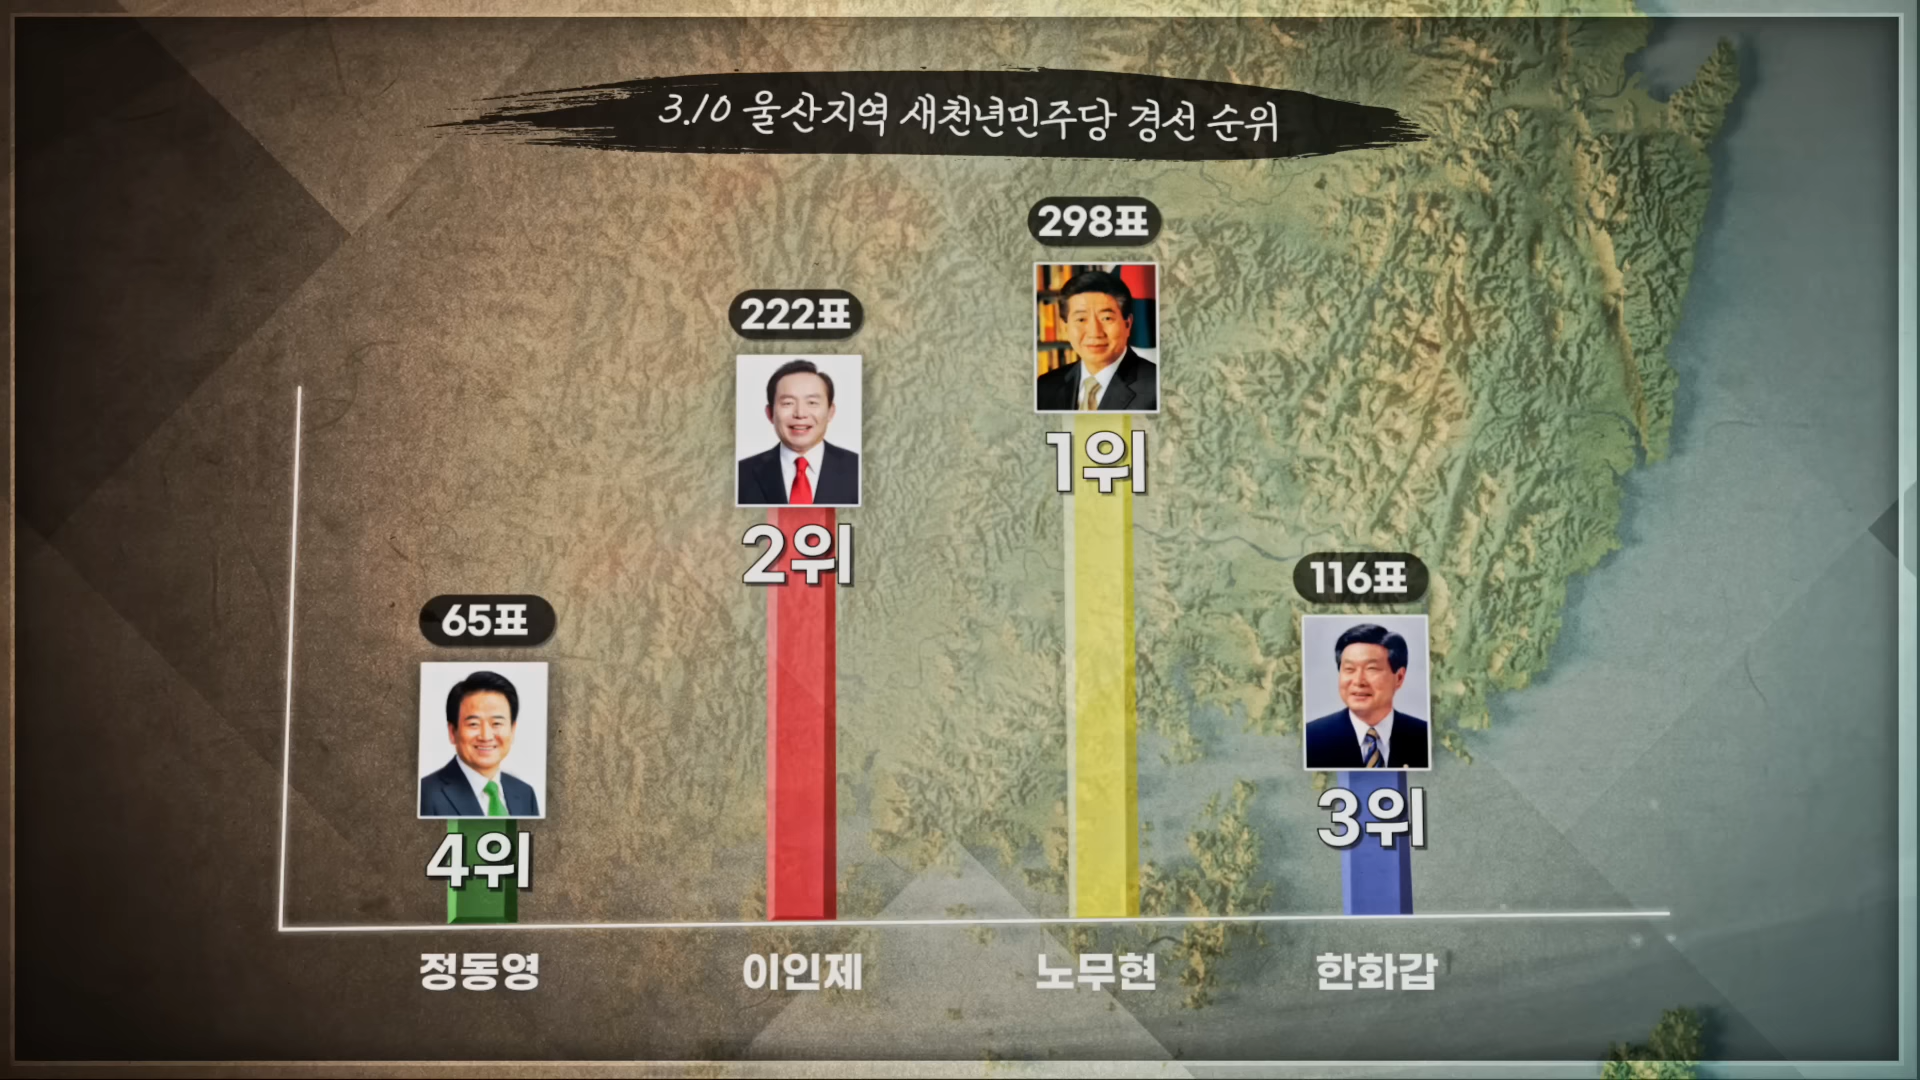 3.10 울산지역 새천년민주당 경선 순위
298표
222표
1위
2위
116표
65표
3위
4위
정동영 이인제 노무현 한화갑